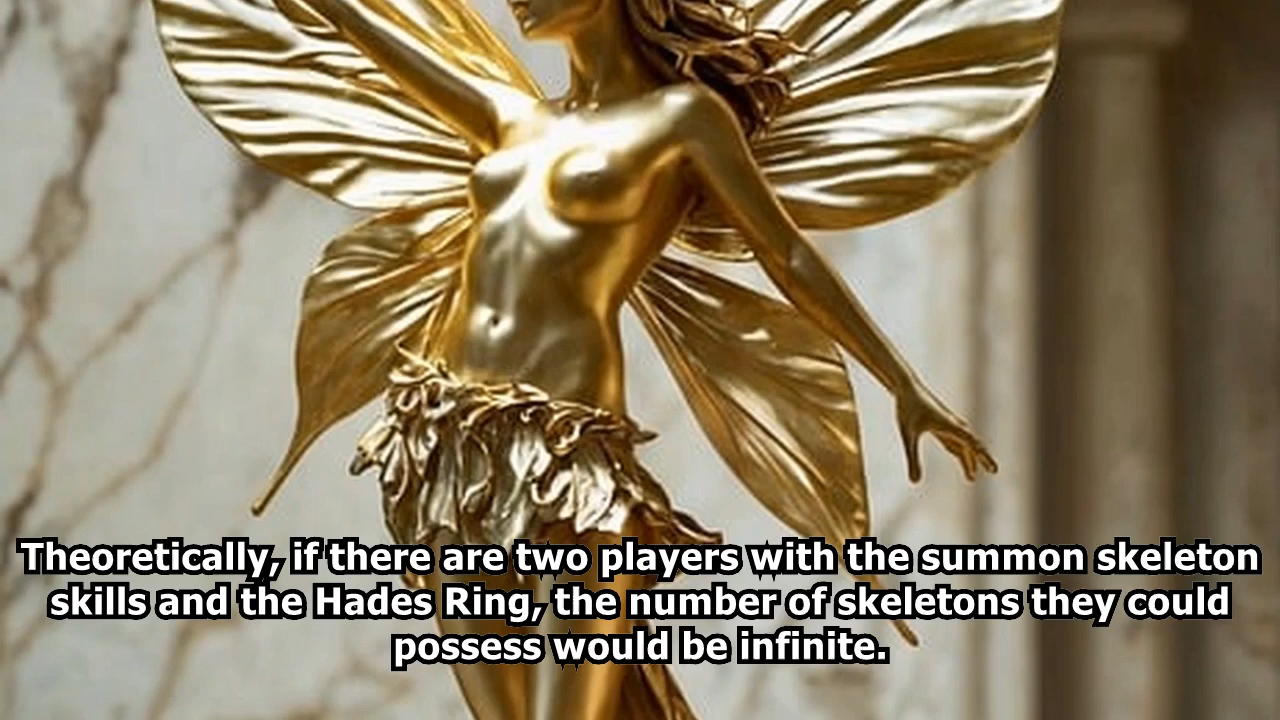 Theoretically, if there are two players with the summon skeleton
skills and the Hades Ring, the number of skeletons they could
possess would be infinite.